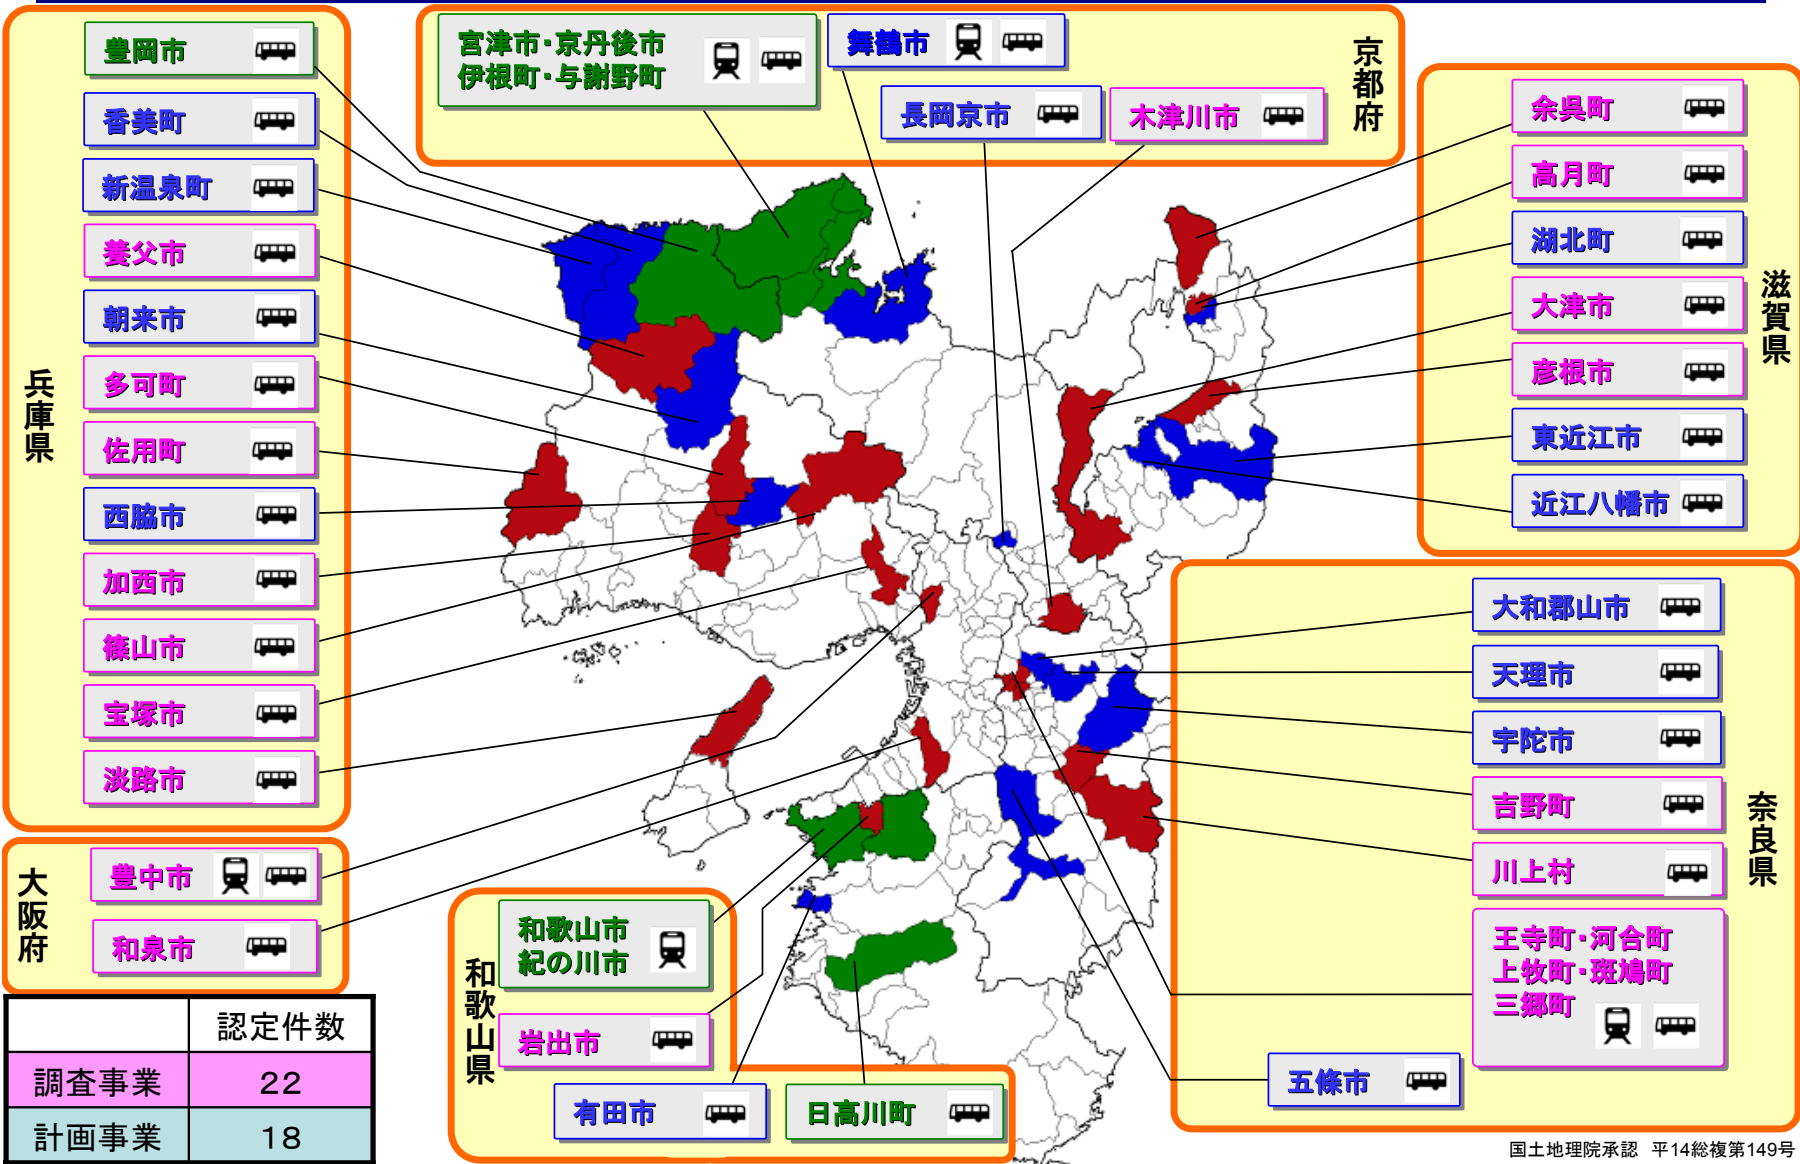 兵庫県
豊岡市
香美町
新温泉町
養父市
朝来市
多可町
佐用町
西脇市
加西市
篠山市
宝塚市
淡路市
京都府
宮津市・京丹後市
伊根町・与謝野町
舞鶴市
長岡京市
木津川市
滋賀県
余呉町
高月町
湖北町
大津市
彦根市
東近江市
近江八幡市
奈良県
大和郡山市
天理市
宇陀市
吉野町
川上村
王寺町・河合町
上牧町・斑鳩町
三郷町
五條市
大阪府
豊中市
和泉市
和歌山県
和歌山市
紀の川市
岩出市
有田市
日高川町
認定件数
調査事業 22
計画事業 18
国土地理院承認 平14総複第149号